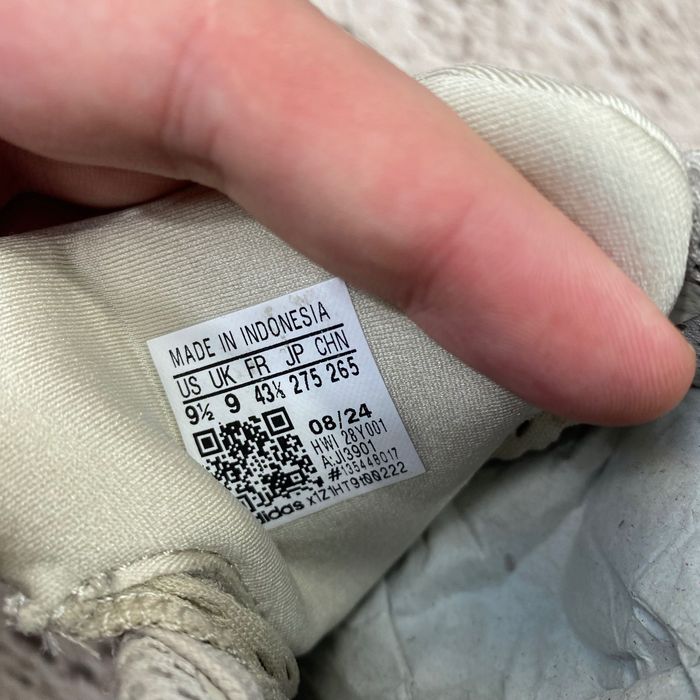 MADE IN INDONESIA
US UK FR JP CHN
9½ 9 43⅓ 275 265
08/24
HWI 28Y001
A:JI3901
#135448017
adidas x1Z1HT9t00222